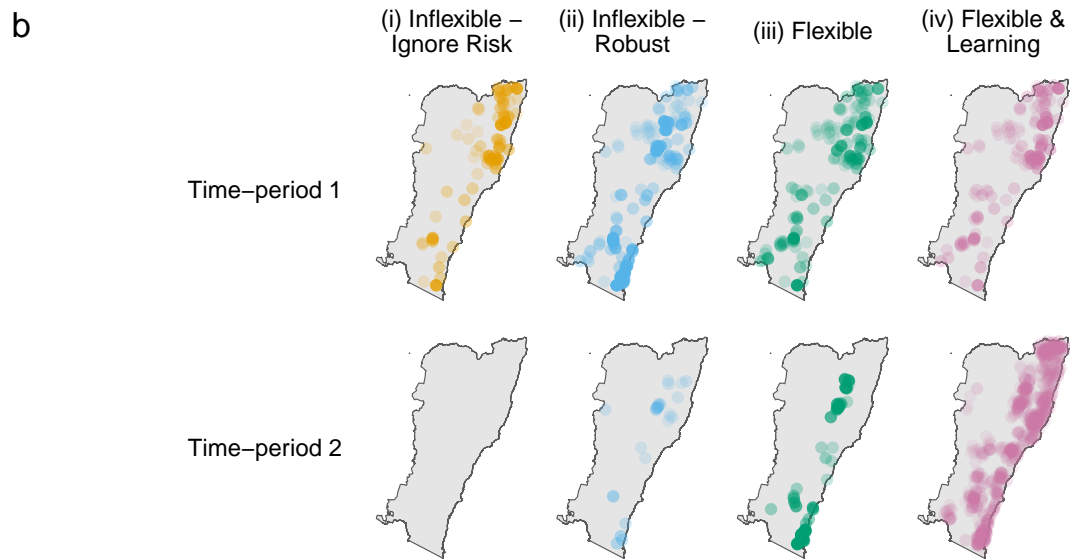 b
(i) Inflexible −
Ignore Risk
(ii) Inflexible −
Robust
(iii) Flexible
(iv) Flexible &
Learning
Time−period 1
Time−period 2